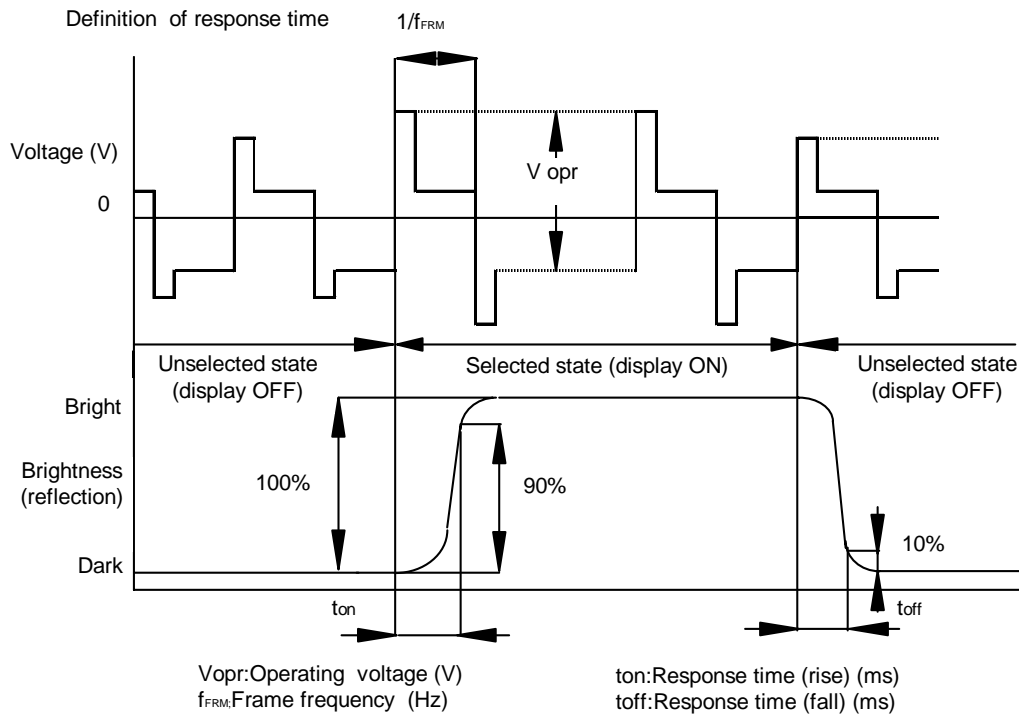 Definition of response time
1/fFRM
Voltage (V)
V opr
0
Unselected state
(display OFF)
Selected state (display ON)
Unselected state
(display OFF)
Bright
Brightness
(reflection)
100%
90%
Dark
10%
ton
toff
Vopr:Operating voltage (V)
fFRM:Frame frequency (Hz)
ton:Response time (rise) (ms)
toff:Response time (fall) (ms)